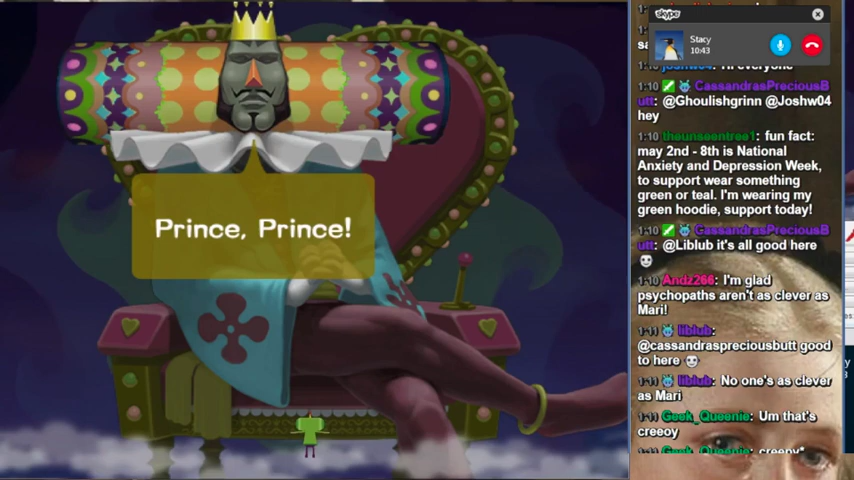 Prince, Prince!
skype
Stacy
10:43
1:10 CassandrasPreciousB
utt: @Ghoulishgrinn @Joshw04
hey
1:10 theunseentree1: fun fact:
may 2nd - 8th is National
Anxiety and Depression Week,
to support wear something
green or teal. I'm wearing my
green hoodie, support today!
1:10 CassandrasPreciousB
utt: @Liblub it's all good here
1:10 Andz266: I'm glad
psychopaths aren't as clever as
Mari!
1:11 liblub:
@cassandraspreciousbutt good
to here
1:11 liblub: No one's as clever
as Mari
1:11 Geek_Queenie: Um that's
creeoy
1:11 Geek_Queenie: creepy*